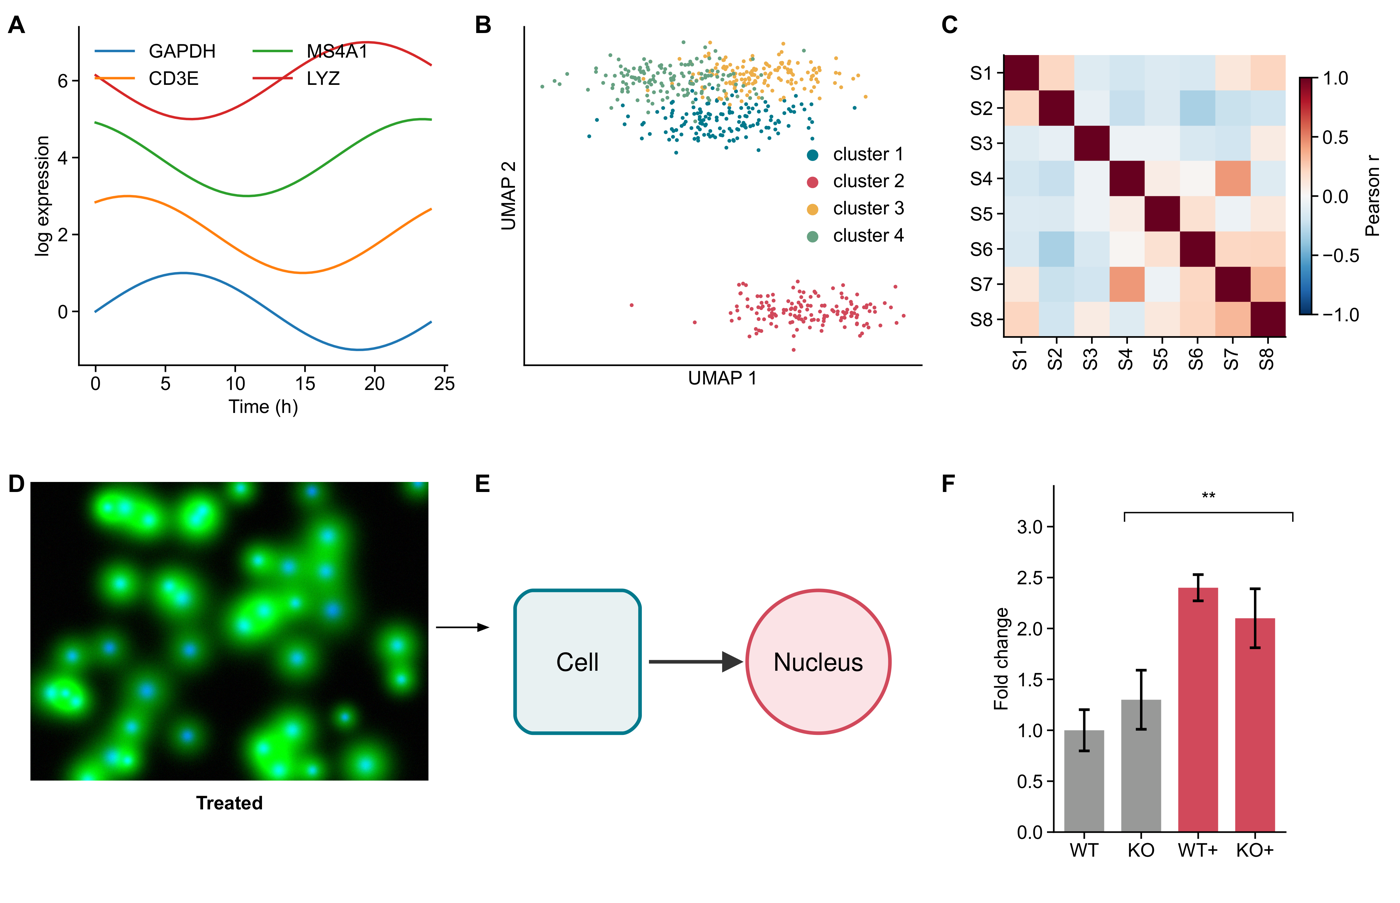 A
GAPDH
CD3E
MS4A1
LYZ
6
4
2
0
log expression
0 5 10 15 20 25
Time (h)
B
UMAP 2
cluster 1
cluster 2
cluster 3
cluster 4
UMAP 1
C
S1
S2
S3
S4
S5
S6
S7
S8
S1 S2 S3 S4 S5 S6 S7 S8
1.0
0.5
0.0
−0.5
−1.0
Pearson r
D
Treated
E
Cell
Nucleus
F
**
3.0
2.5
2.0
1.5
1.0
0.5
0.0
Fold change
WT KO WT+ KO+